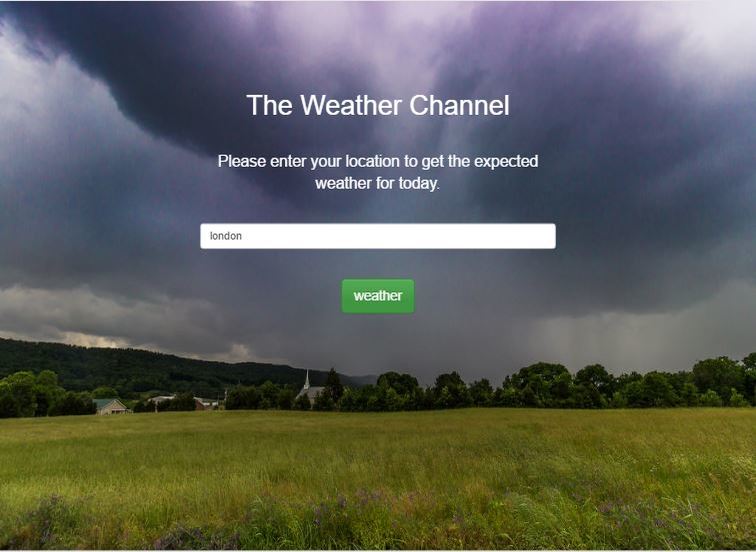 The Weather Channel
Please enter your location to get the expected
weather for today.
london
weather